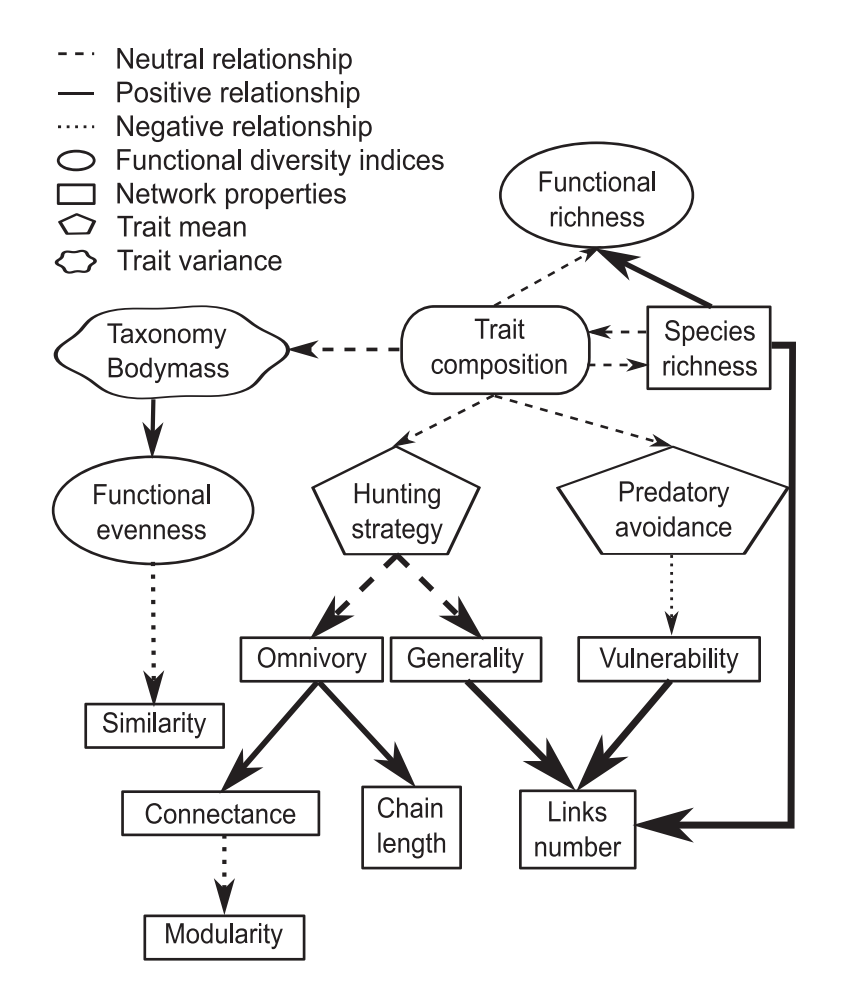 Neutral relationship
Positive relationship
Negative relationship
Functional diversity indices
Network properties
Trait mean
Trait variance
Functional
richness
Taxonomy
Bodymass
Trait
composition
Species
richness
Functional
evenness
Hunting
strategy
Predatory
avoidance
Omnivory
Generality
Vulnerability
Similarity
Connectance
Chain
length
Links
number
Modularity